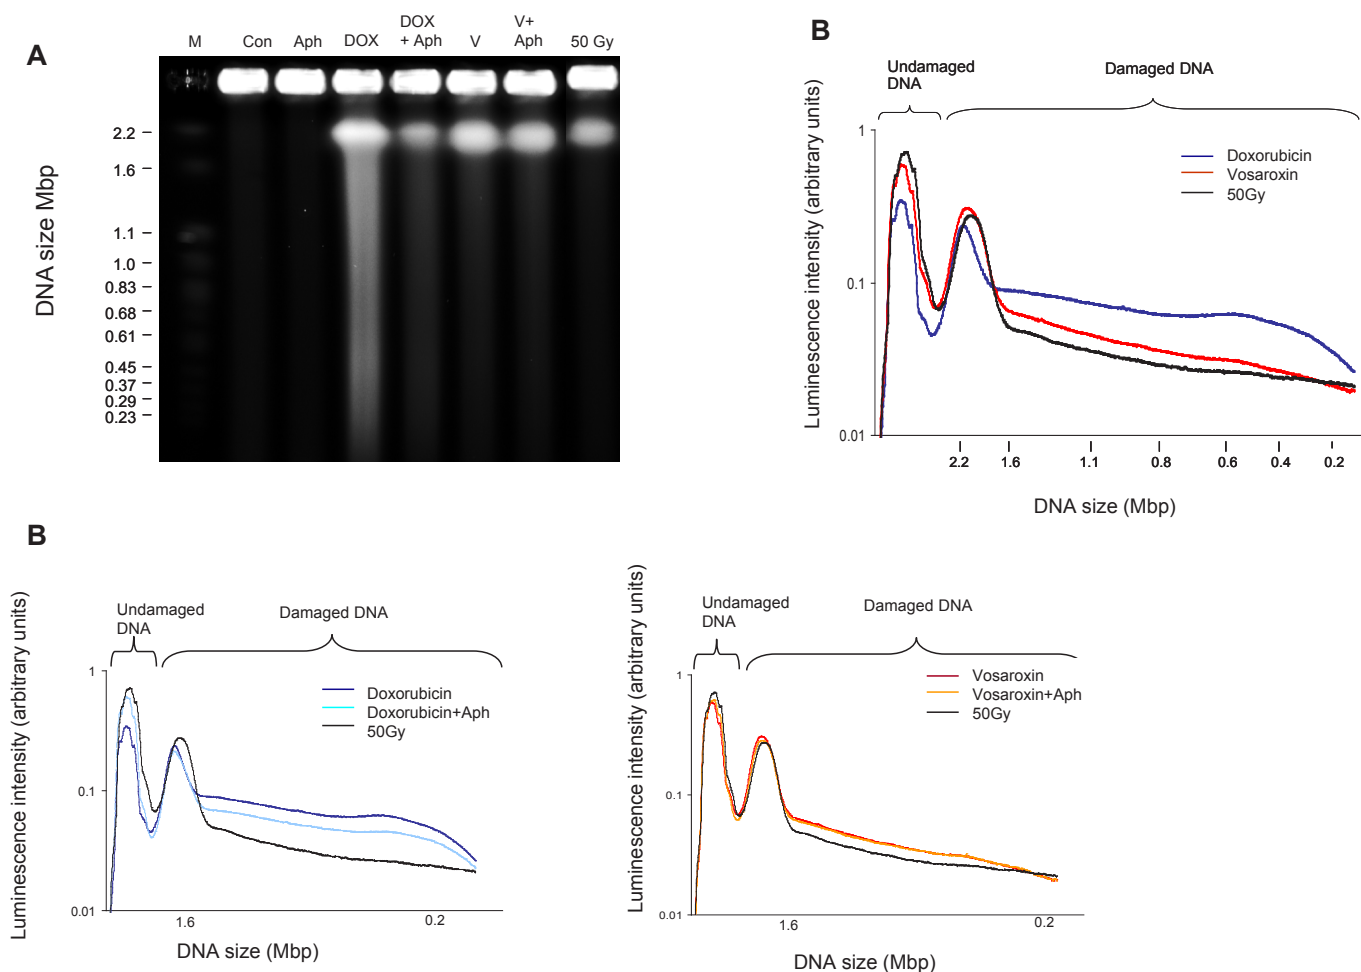 A
M
Con
Aph
DOX
DOX
+ Aph
V
V+
Aph
50 Gy
DNA size Mbp
2.2
1.6
1.1
1.0
0.83
0.68
0.61
0.45
0.37
0.29
0.23
B
Undamaged
DNA
Damaged DNA
Luminescence intensity (arbitrary units)
1
0.1
0.01
Doxorubicin
Vosaroxin
50Gy
2.2 1.6 1.1 0.8 0.6 0.4 0.2
DNA size (Mbp)
B
Undamaged
DNA
Damaged DNA
Luminescence intensity (arbitrary units)
1
0.1
0.01
Doxorubicin
Doxorubicin+Aph
50Gy
1.6 0.2
DNA size (Mbp)
Undamaged
DNA
Damaged DNA
Luminescence intensity (arbitrary units)
1
0.1
0.01
Vosaroxin
Vosaroxin+Aph
50Gy
1.6 0.2
DNA size (Mbp)